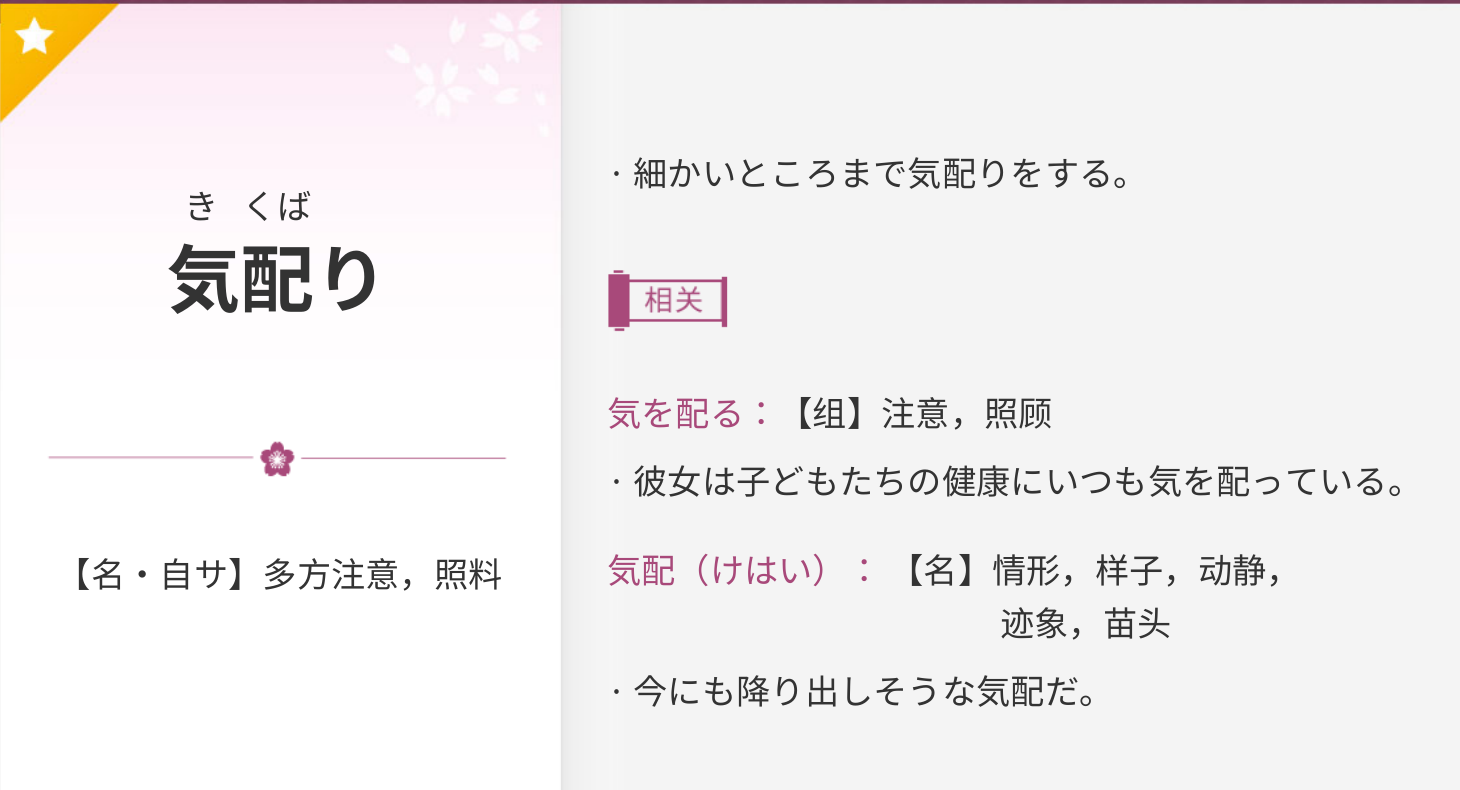 き くば
気配り
【名・自サ】多方注意，照料
· 細かいところまで気配りをする。
相关
気を配る：【组】注意，照顾
· 彼女は子どもたちの健康にいつも気を配っている。
気配（けはい）：【名】情形，样子，动静，
迹象，苗头
· 今にも降り出しそうな気配だ。